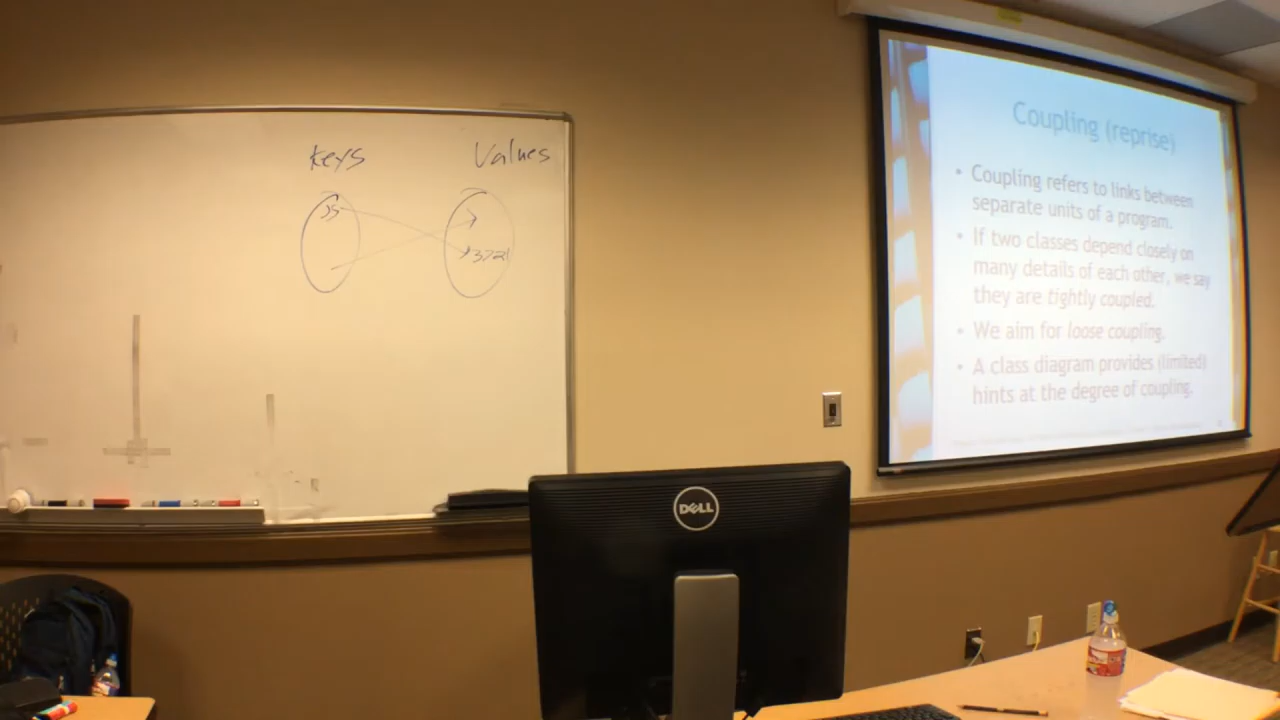 Keys
Values
35
3721
DELL
Coupling (reprise)
• Coupling refers to links between
separate units of a program.
• If two classes depend closely on
many details of each other, we say
they are tightly coupled.
• We aim for loose coupling.
• A class diagram provides (limited)
hints at the degree of coupling.